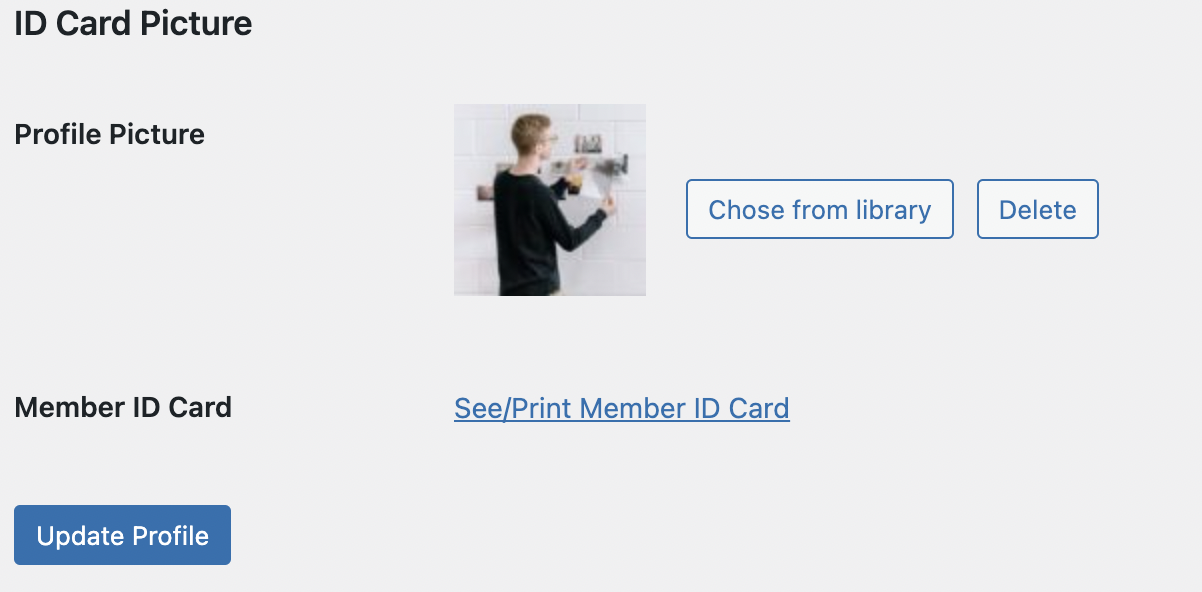 ID Card Picture
Profile Picture
Chose from library
Delete
Member ID Card
See/Print Member ID Card
Update Profile